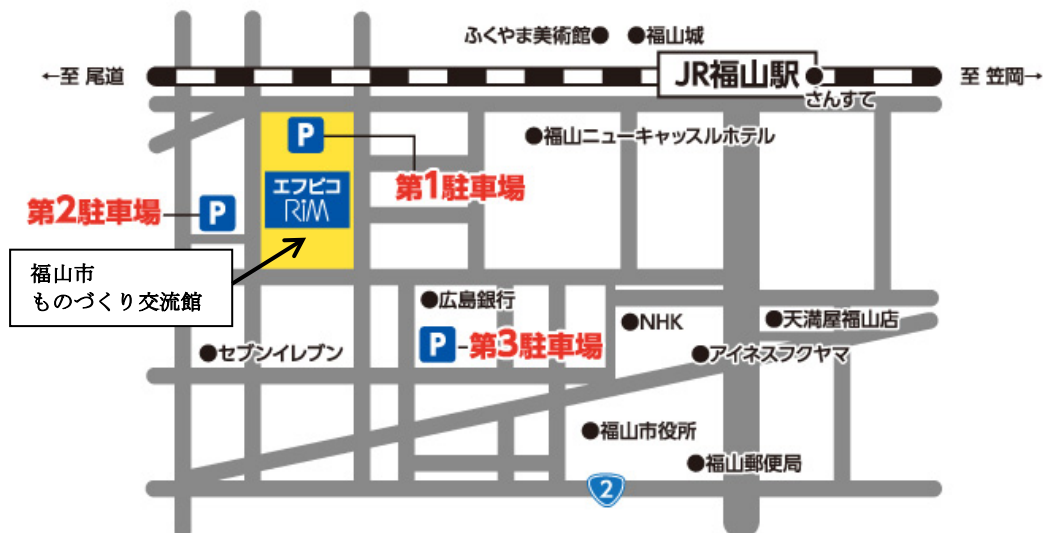 ふくやま美術館● ●福山城
←至 尾道
JR福山駅
至 笠岡→
さんすて
P
●福山ニューキャッスルホテル
第1駐車場
エフピコ
RiM
第2駐車場
P
福山市
ものづくり交流館
●広島銀行
●NHK
●天満屋福山店
P
第3駐車場
●セブンイレブン
●アイネスフクヤマ
●福山市役所
●福山郵便局
2